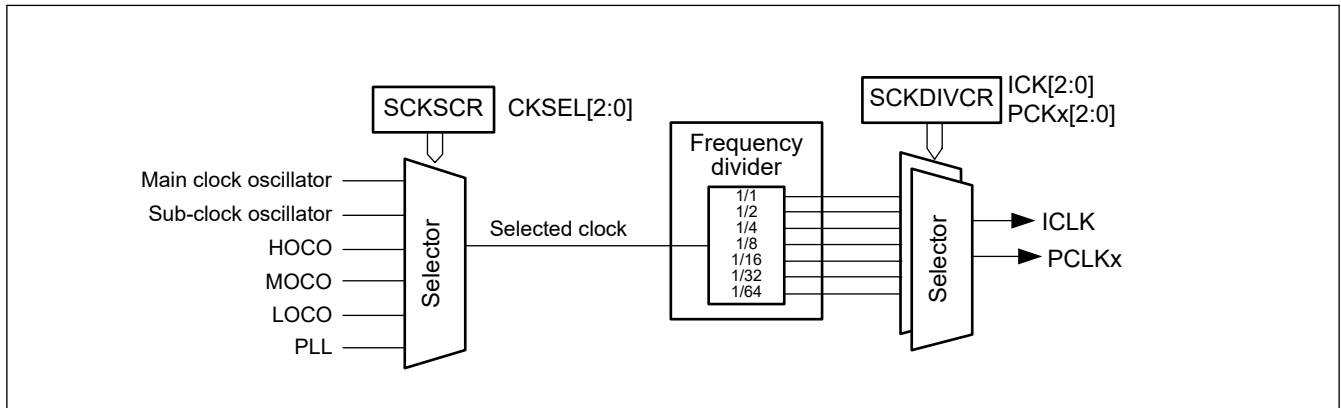 SCKSCR CKSEL[2:0]
SCKDIVCR
ICK[2:0]
PCKx[2:0]
Main clock oscillator
Sub-clock oscillator
HOCO
MOCO
LOCO
PLL
Selector
Selected clock
Frequency
divider
1/1
1/2
1/4
1/8
1/16
1/32
1/64
Selector
ICLK
PCLKx